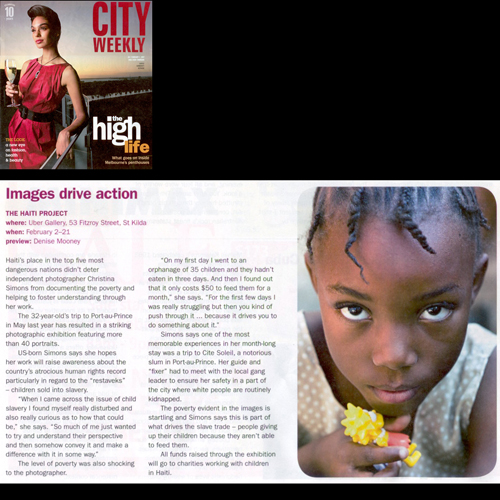 10
CITY
WEEKLY
the
high
life
What goes on inside
Melbourne's penthouses
THE LOOK
a new eye
on fashion,
health
& beauty
Images drive action
THE HAITI PROJECT
where: Uber Gallery, 53 Fitzroy Street, St Kilda
when: February 2–21
preview: Denise Mooney
Haiti's place in the top five most
dangerous nations didn't deter
independent photographer Christina
Simons from documenting the poverty and
helping to foster understanding through
her work.
The 32-year-old's trip to Port-au-Prince
in May last year has resulted in a striking
photographic exhibition featuring more
than 40 portraits.
US-born Simons says she hopes
her work will raise awareness about the
country's atrocious human rights record
particularly in regard to the "restaveks"
– children sold into slavery.
"When I came across the issue of child
slavery I found myself really disturbed and
also really curious as to how that could
be," she says. "So much of me just wanted
to try and understand their perspective
and then somehow convey it and make a
difference with it in some way."
The level of poverty was also shocking
to the photographer.
"On my first day I went to an
orphanage of 35 children and they hadn't
eaten in three days. And then I found out
that it only costs $50 to feed them for a
month," she says. "For the first few days I
was really struggling but then you kind of
push through it ... because it drives you to
do something about it."
Simons says one of the most
memorable experiences in her month-long
stay was a trip to Cite Soleil, a notorious
slum in Port-au-Prince. Her guide and
"fixer" had to meet with the local gang
leader to ensure her safety in a part of
the city where white people are routinely
kidnapped.
The poverty evident in the images is
startling and Simons says this is part of
what drives the slave trade – people giving
up their children because they aren't able
to feed them.
All funds raised through the exhibition
will go to charities working with children
in Haiti.